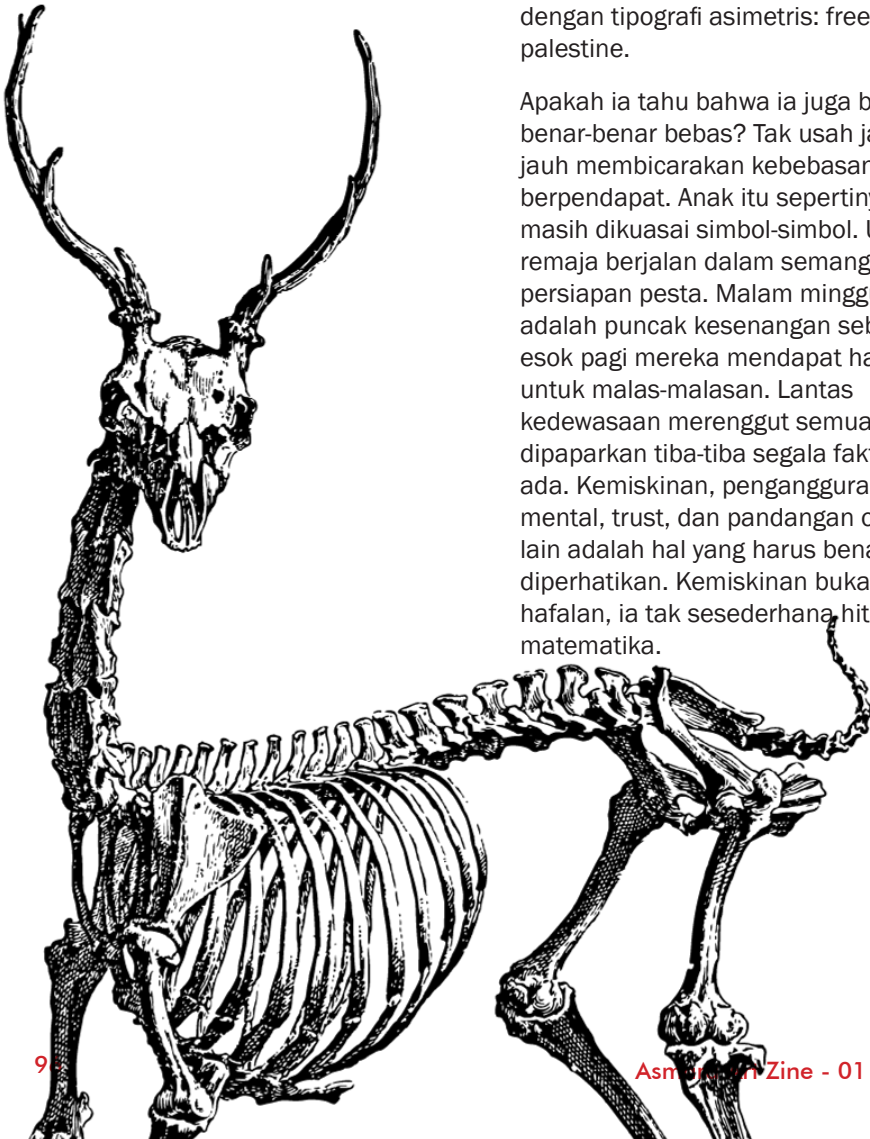 dengan tipografi asimetris: free
palestine.
Apakah ia tahu bahwa ia juga b
benar-benar bebas? Tak usah ja
jauh membicarakan kebebasan
berpendapat. Anak itu sepertiny
masih dikuasai simbol-simbol. U
remaja berjalan dalam semang
persiapan pesta. Malam mingg
adalah puncak kesenangan seb
esok pagi mereka mendapat ha
untuk malas-malasan. Lantas
kedewasaan merenggut semua
dipaparkan tiba-tiba segala fakt
ada. Kemiskinan, penganggura
mental, trust, dan pandangan o
lain adalah hal yang harus bena
diperhatikan. Kemiskinan buka
hafalan, ia tak sesederhana hit
matematika.
9
Zine - 01